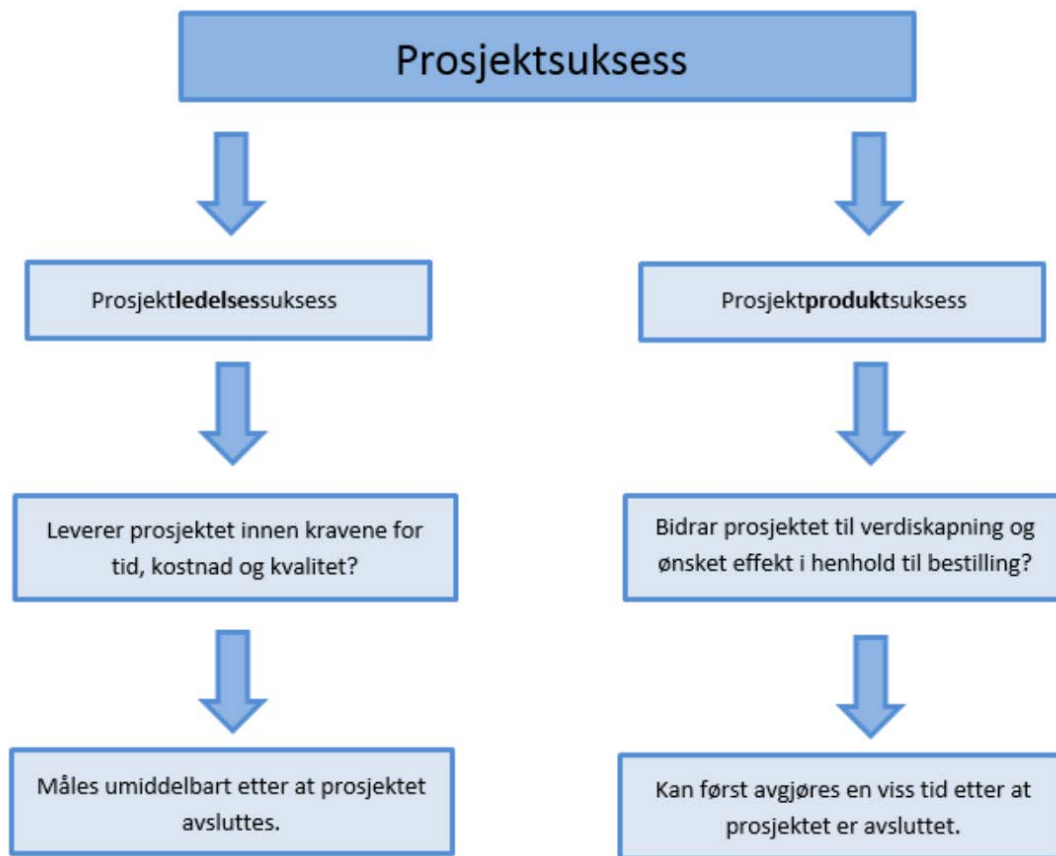 Prosjektsuksess
Prosjektledelsessuksess
Prosjektproduktsuksess
Leverer prosjektet innen kravene for
tid, kostnad og kvalitet?
Bidrar prosjektet til verdiskapning og
ønsket effekt i henhold til bestilling?
Måles umiddelbart etter at prosjektet
avsluttes.
Kan først avgjøres en viss tid etter at
prosjektet er avsluttet.